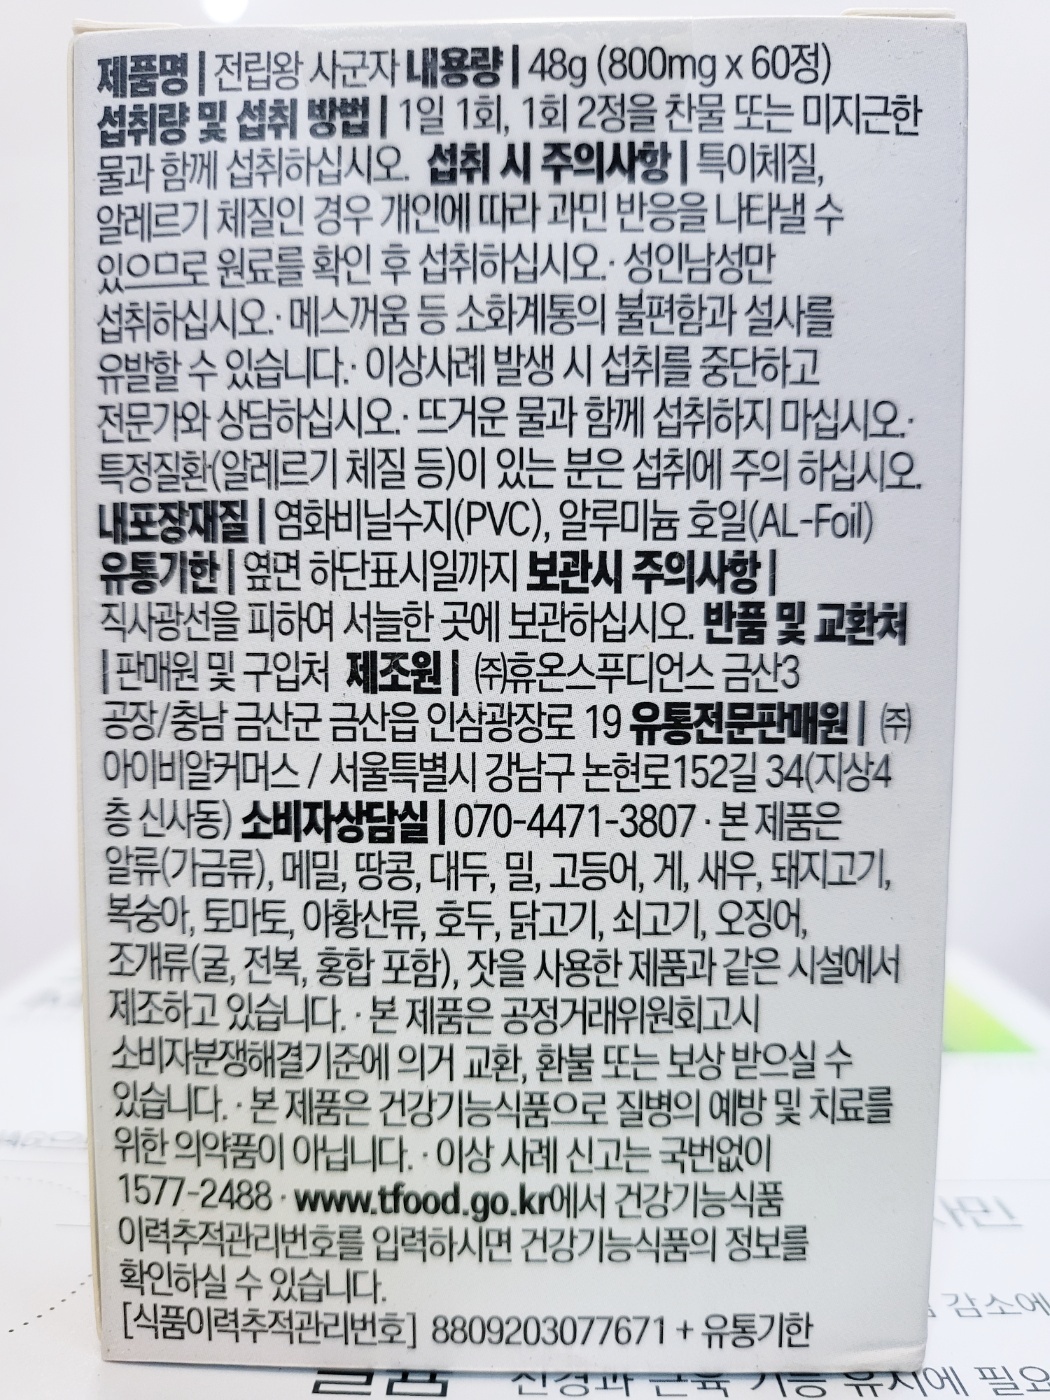 제품명 | 전립왕 사군자 내용량 | 48g (800mg x 60정)
섭취량 및 섭취 방법 | 1일 1회, 1회 2정을 찬물 또는 미지근한
물과 함께 섭취하십시오. 섭취 시 주의사항 | 특이체질,
알레르기 체질인 경우 개인에 따라 과민 반응을 나타낼 수
있으므로 원료를 확인 후 섭취하십시오.· 성인남성만
섭취하십시오.· 메스꺼움 등 소화계통의 불편함과 설사를
유발할 수 있습니다.· 이상사례 발생 시 섭취를 중단하고
전문가와 상담하십시오.· 뜨거운 물과 함께 섭취하지 마십시오.·
특정질환(알레르기 체질 등)이 있는 분은 섭취에 주의 하십시오.
내포장재질 | 염화비닐수지(PVC), 알루미늄 호일(AL-Foil)
유통기한 | 옆면 하단표시일까지 보관시 주의사항 |
직사광선을 피하여 서늘한 곳에 보관하십시오. 반품 및 교환처
| 판매원 및 구입처 제조원 | ㈜휴온스푸디언스 금산3
공장/충남 금산군 금산읍 인삼광장로 19 유통전문판매원 | ㈜
아이비알커머스 / 서울특별시 강남구 논현로152길 34(지상4
층 신사동) 소비자상담실 | 070-4471-3807 · 본 제품은
알류(가금류), 메밀, 땅콩, 대두, 밀, 고등어, 게, 새우, 돼지고기,
복숭아, 토마토, 아황산류, 호두, 닭고기, 쇠고기, 오징어,
조개류(굴, 전복, 홍합 포함), 잣을 사용한 제품과 같은 시설에서
제조하고 있습니다. · 본 제품은 공정거래위원회고시
소비자분쟁해결기준에 의거 교환, 환불 또는 보상 받으실 수
있습니다. · 본 제품은 건강기능식품으로 질병의 예방 및 치료를
위한 의약품이 아닙니다. · 이상 사례 신고는 국번없이
1577-2488 · www.tfood.go.kr에서 건강기능식품
이력추적관리번호를 입력하시면 건강기능식품의 정보를
확인하실 수 있습니다.
[식품이력추적관리번호] 8809203077671 + 유통기한
감소에
신경과 근육 기능 유지에 필요